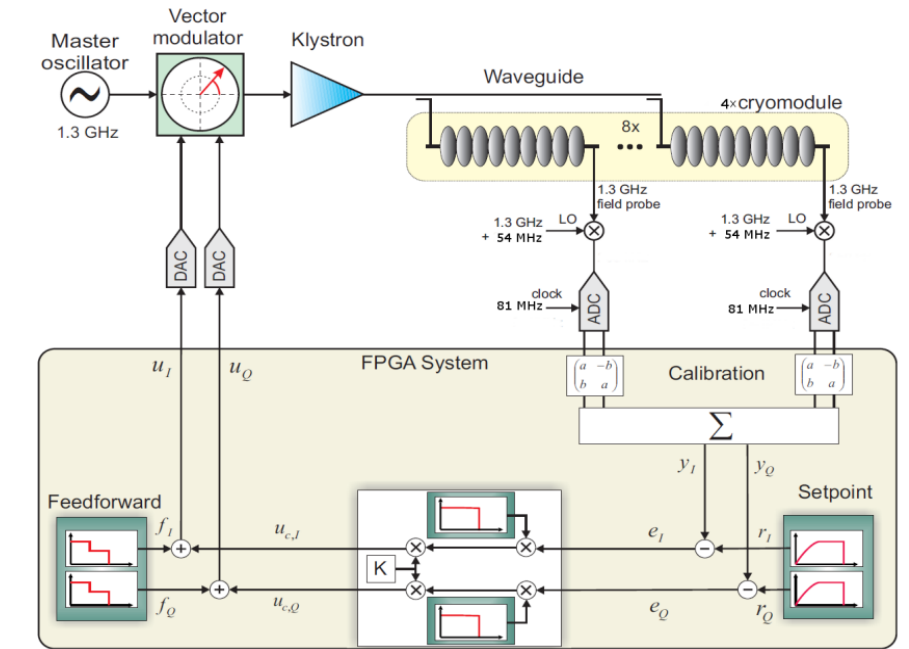 Master
oscillator
1.3 GHz
Vector
modulator
Klystron
Waveguide
4×cryomodule
8x
1.3 GHz
field probe
1.3 GHz
field probe
1.3 GHz
+ 54 MHz
LO
1.3 GHz
+ 54 MHz
LO
DAC
DAC
clock
81 MHz
ADC
clock
81 MHz
ADC
u_I
u_Q
FPGA System
a −b
b a
Calibration
a −b
b a
Σ
y_I
y_Q
Feedforward
Setpoint
f_I
u_{c,I}
e_I
r_I
K
f_Q
u_{c,Q}
e_Q
r_Q